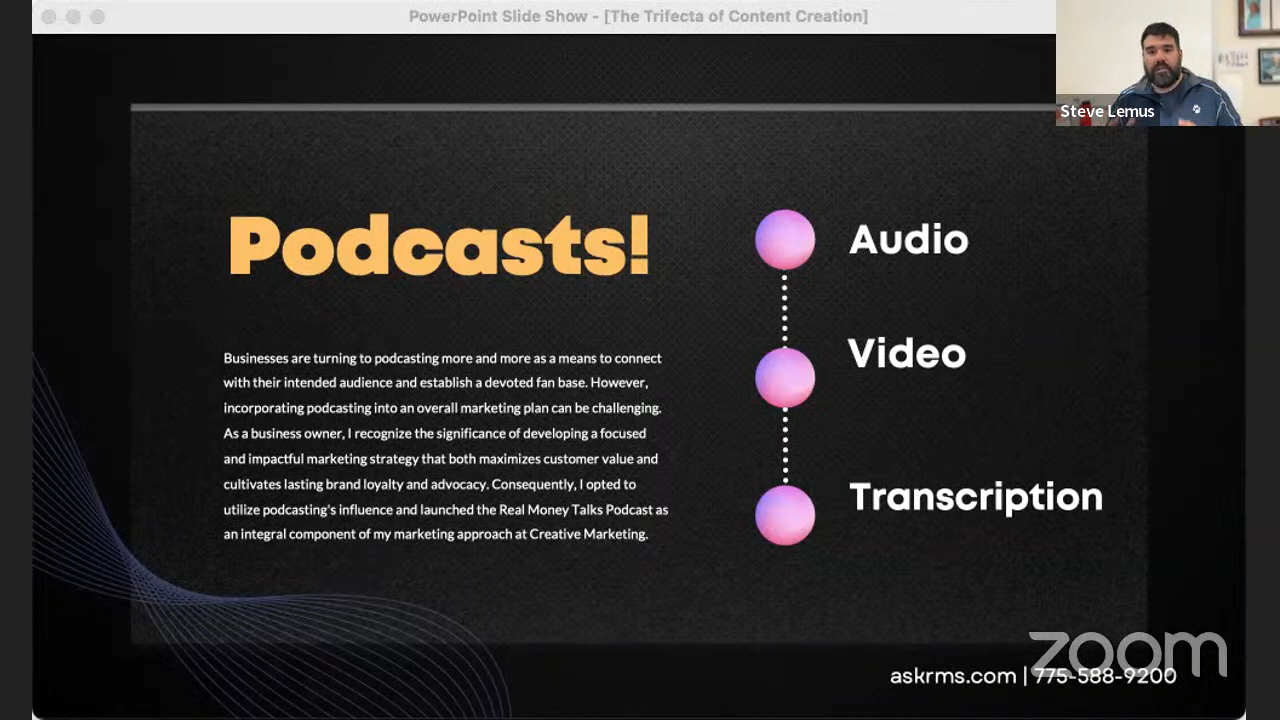 PowerPoint Slide Show - [The Trifecta of Content Creation]
Steve Lemus
Podcasts!
Businesses are turning to podcasting more and more as a means to connect
with their intended audience and establish a devoted fan base. However,
incorporating podcasting into an overall marketing plan can be challenging.
As a business owner, I recognize the significance of developing a focused
and impactful marketing strategy that both maximizes customer value and
cultivates lasting brand loyalty and advocacy. Consequently, I opted to
utilize podcasting's influence and launched the Real Money Talks Podcast as
an integral component of my marketing approach at Creative Marketing.
Audio
Video
Transcription
zoom
askrms.com | 775-588-9200